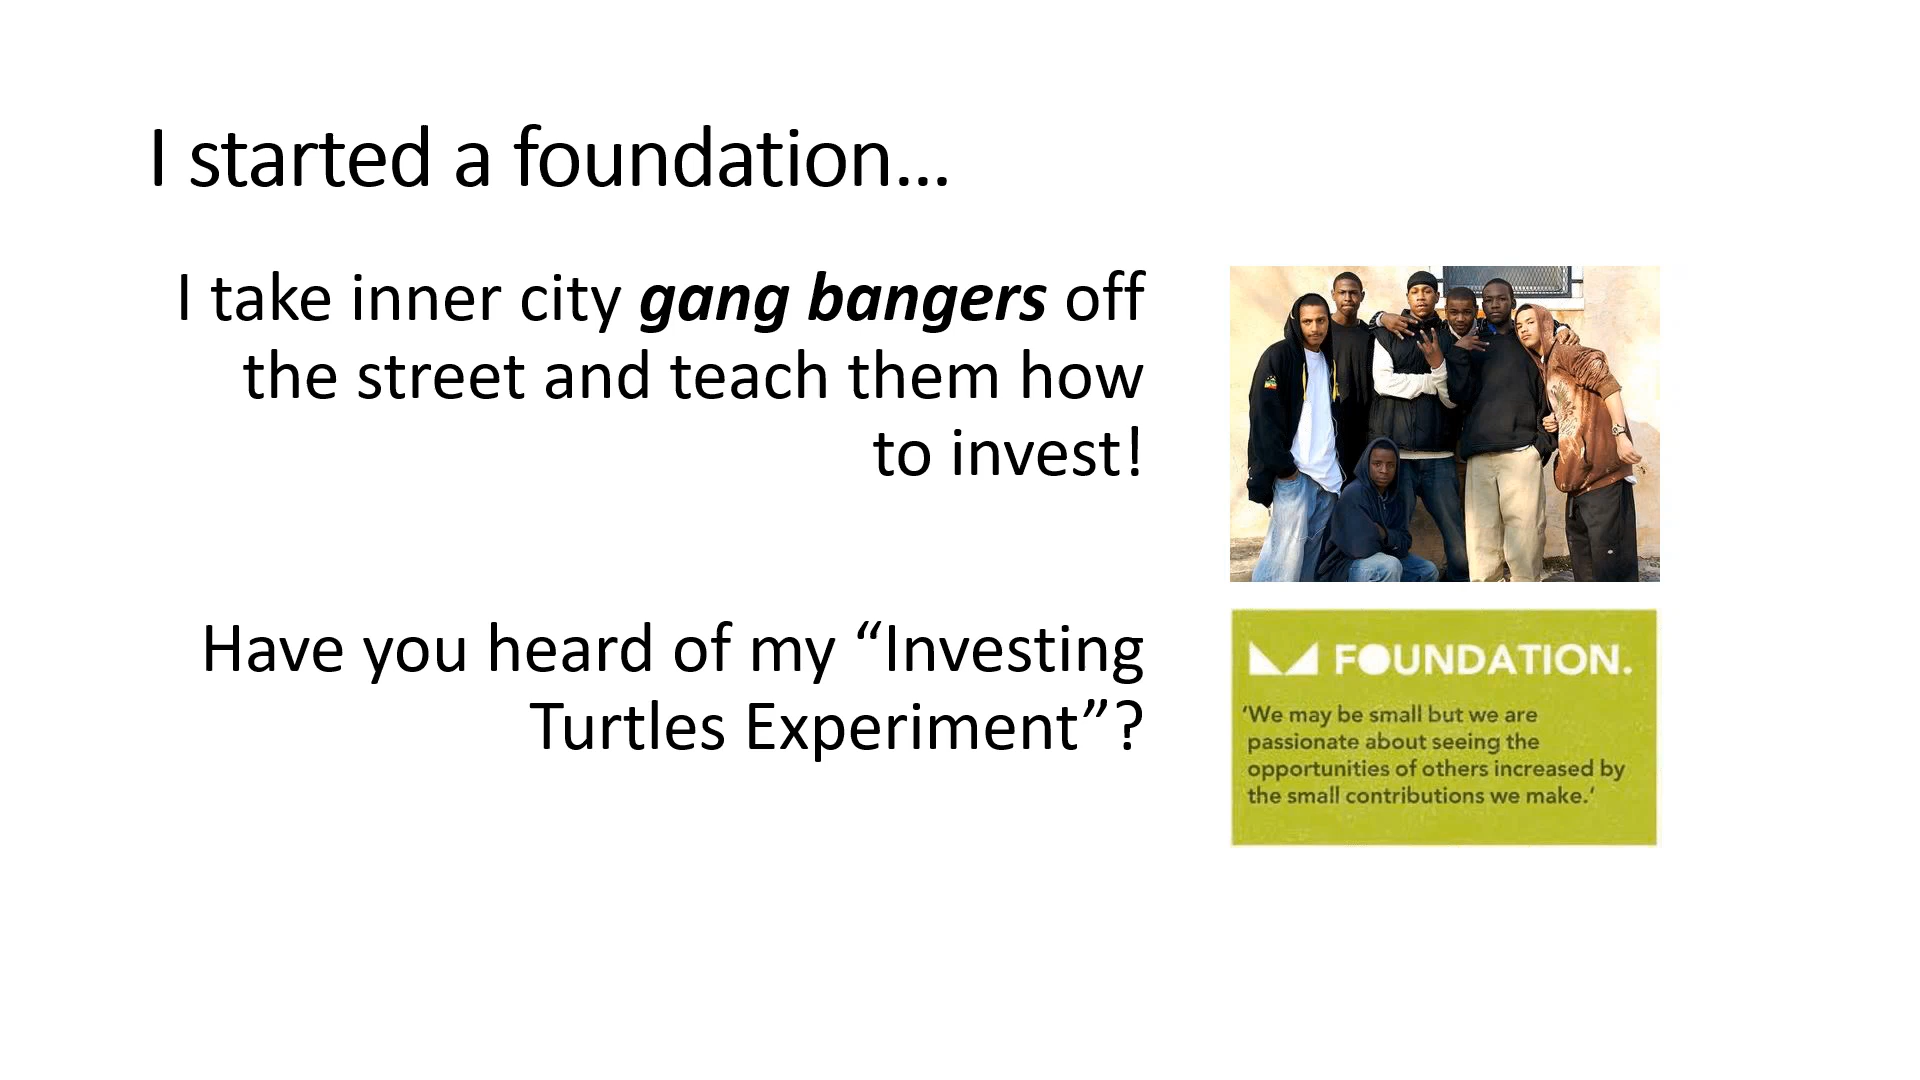 I started a foundation…
I take inner city gang bangers off
the street and teach them how
to invest!
Have you heard of my “Investing
Turtles Experiment”?
FOUNDATION.
‘We may be small but we are
passionate about seeing the
opportunities of others increased by
the small contributions we make.’